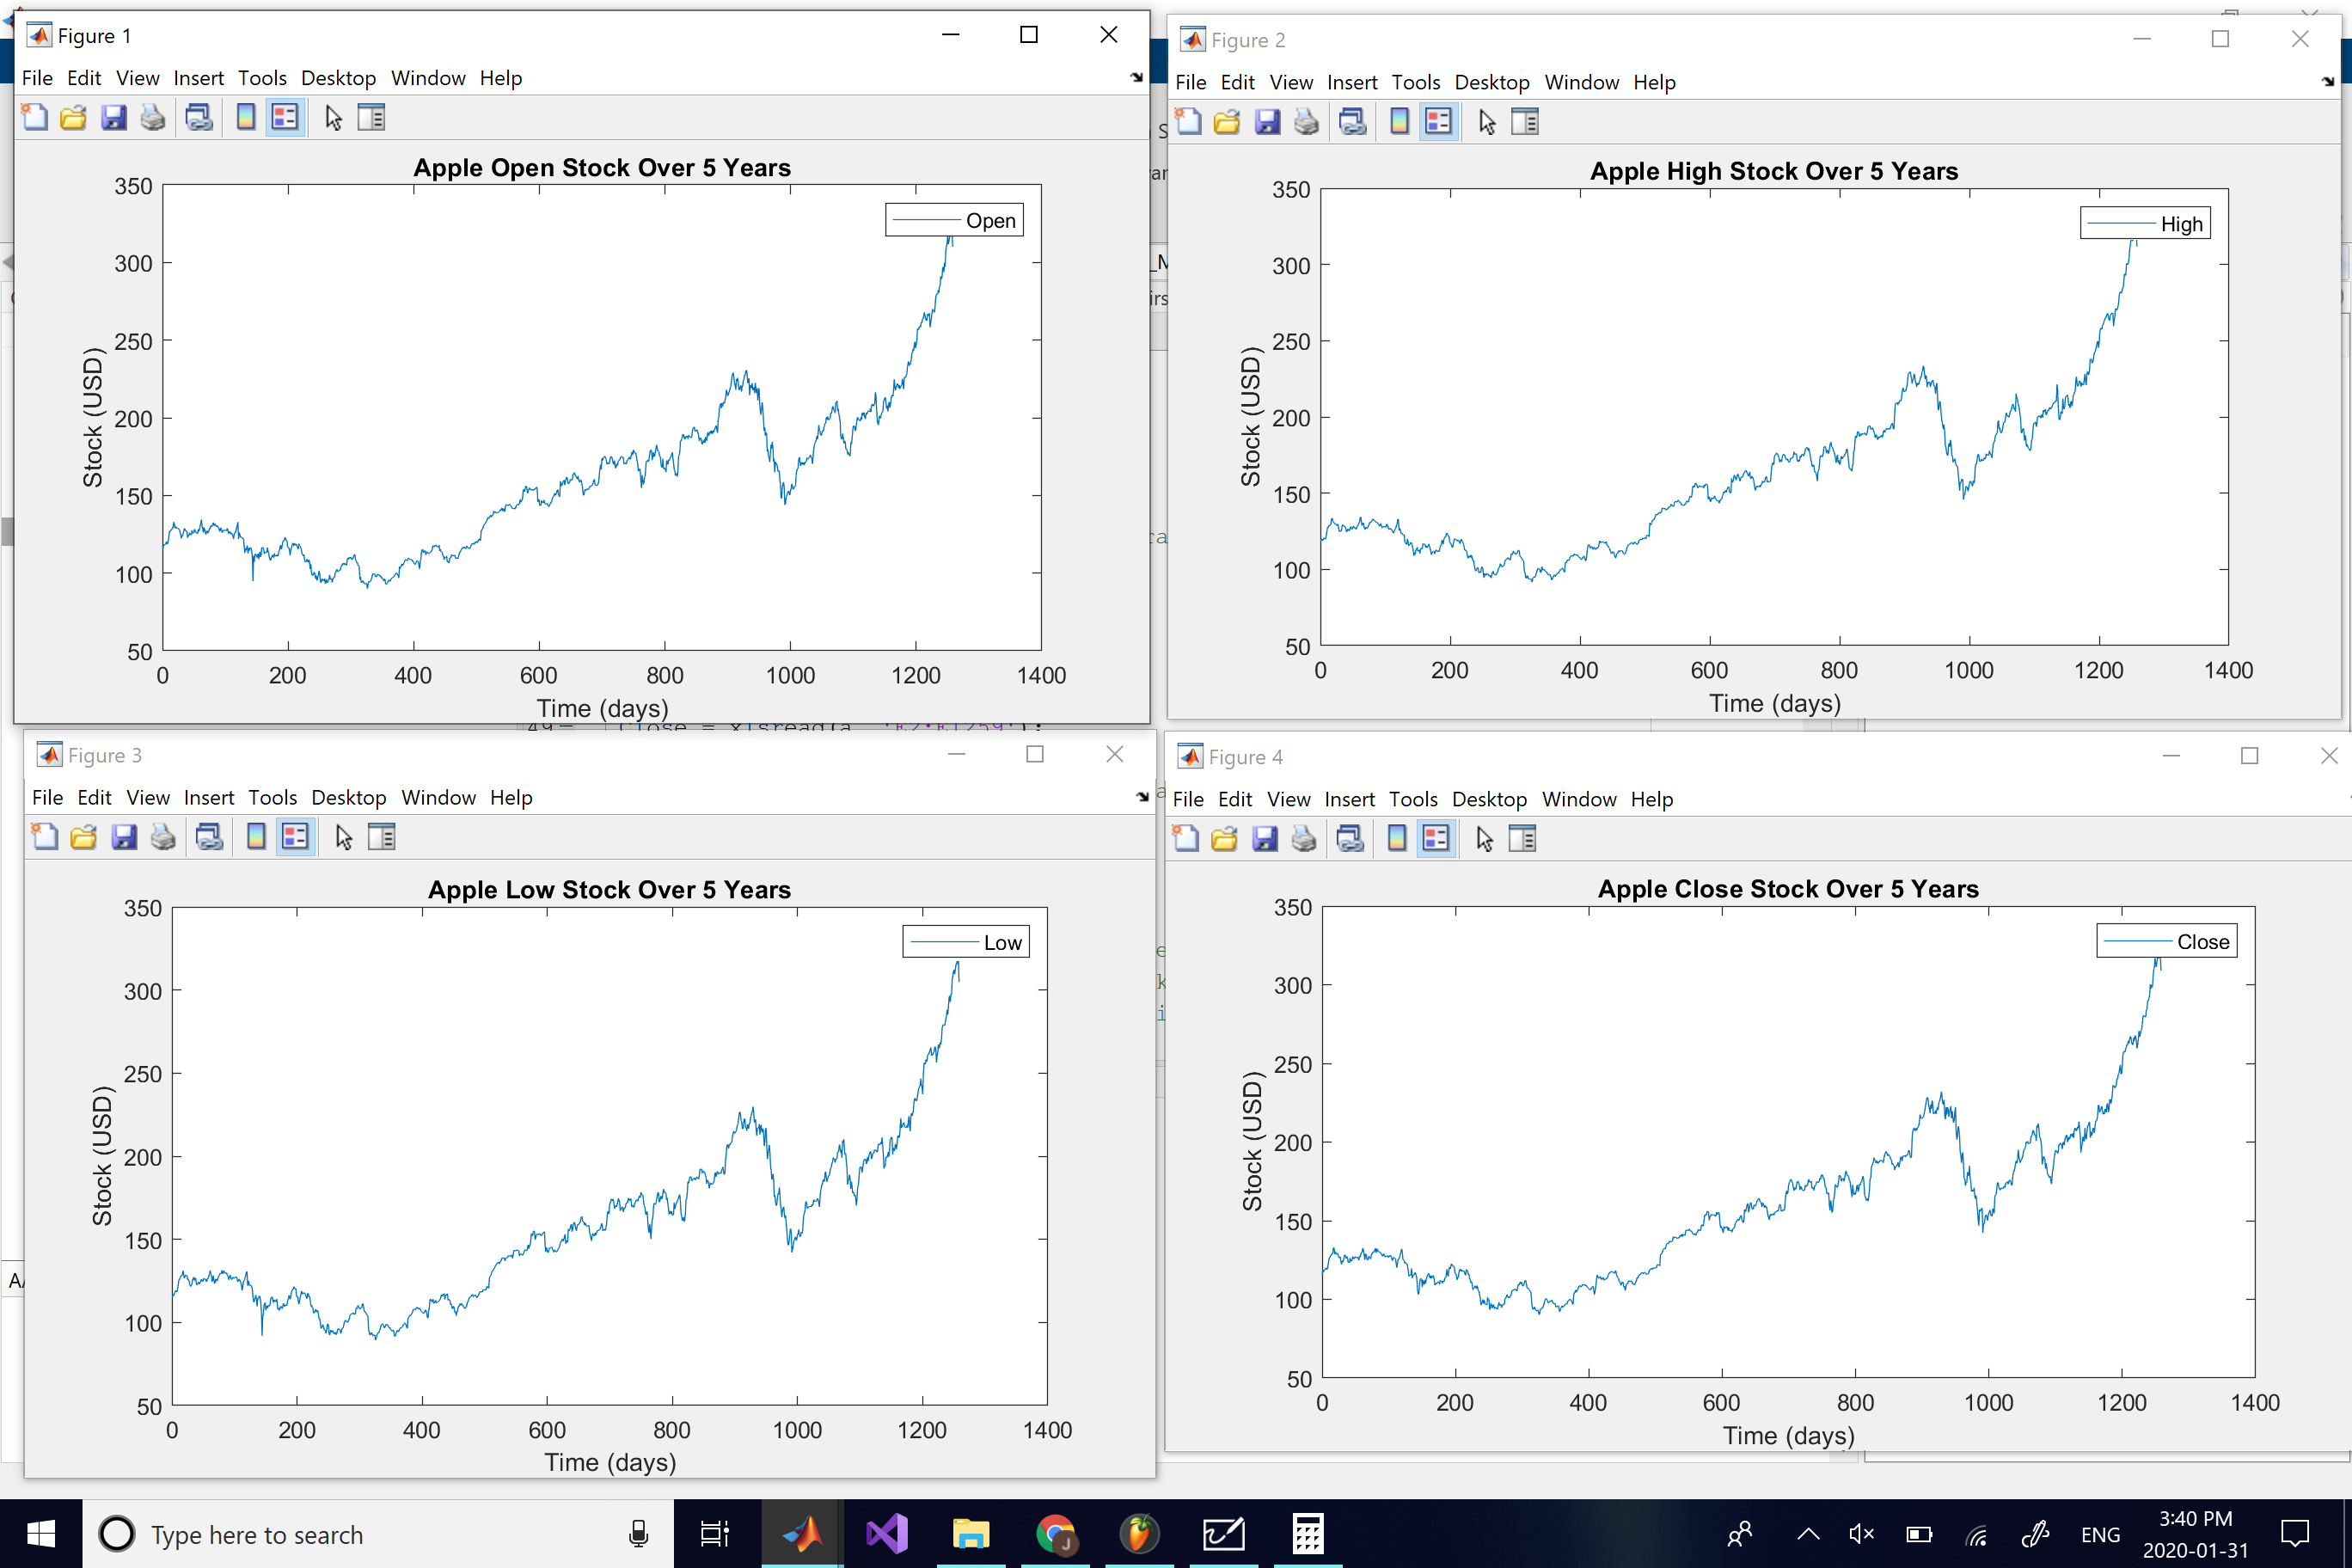 Figure 1
File Edit View Insert Tools Desktop Window Help
Apple Open Stock Over 5 Years
Open
Stock (USD)
350
300
250
200
150
100
50
0 200 400 600 800 1000 1200 1400
Time (days)
Figure 2
File Edit View Insert Tools Desktop Window Help
Apple High Stock Over 5 Years
High
Stock (USD)
350
300
250
200
150
100
50
0 200 400 600 800 1000 1200 1400
Time (days)
Figure 3
File Edit View Insert Tools Desktop Window Help
Apple Low Stock Over 5 Years
Low
Stock (USD)
350
300
250
200
150
100
50
0 200 400 600 800 1000 1200 1400
Time (days)
Figure 4
File Edit View Insert Tools Desktop Window Help
Apple Close Stock Over 5 Years
Close
Stock (USD)
350
300
250
200
150
100
50
0 200 400 600 800 1000 1200 1400
Time (days)
Type here to search
J
ENG
3:40 PM
2020-01-31